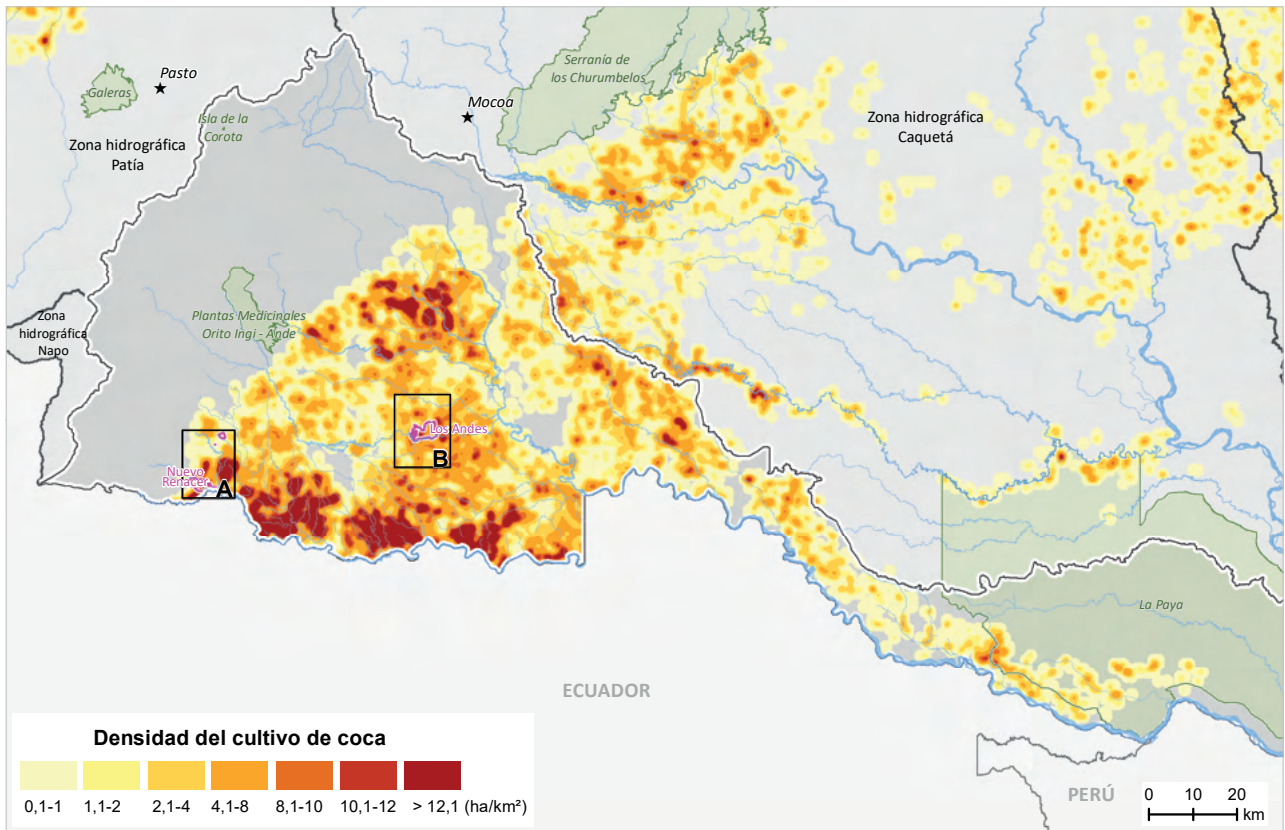 Serranía de
los Churumbelos
Pasto
Galeras
Mocoa
Isla de la
Corota
Zona hidrográfica
Patía
Zona hidrográfica
Caquetá
Plantas Medicinales
Orito Ingi - Ande
Zona
hidrográfica
Napo
Los Andes
B
Nuevo
Renacer
A
La Paya
ECUADOR
PERÚ
Densidad del cultivo de coca
0,1-1 1,1-2 2,1-4 4,1-8 8,1-10 10,1-12 > 12,1 (ha/km²)
0 10 20
km